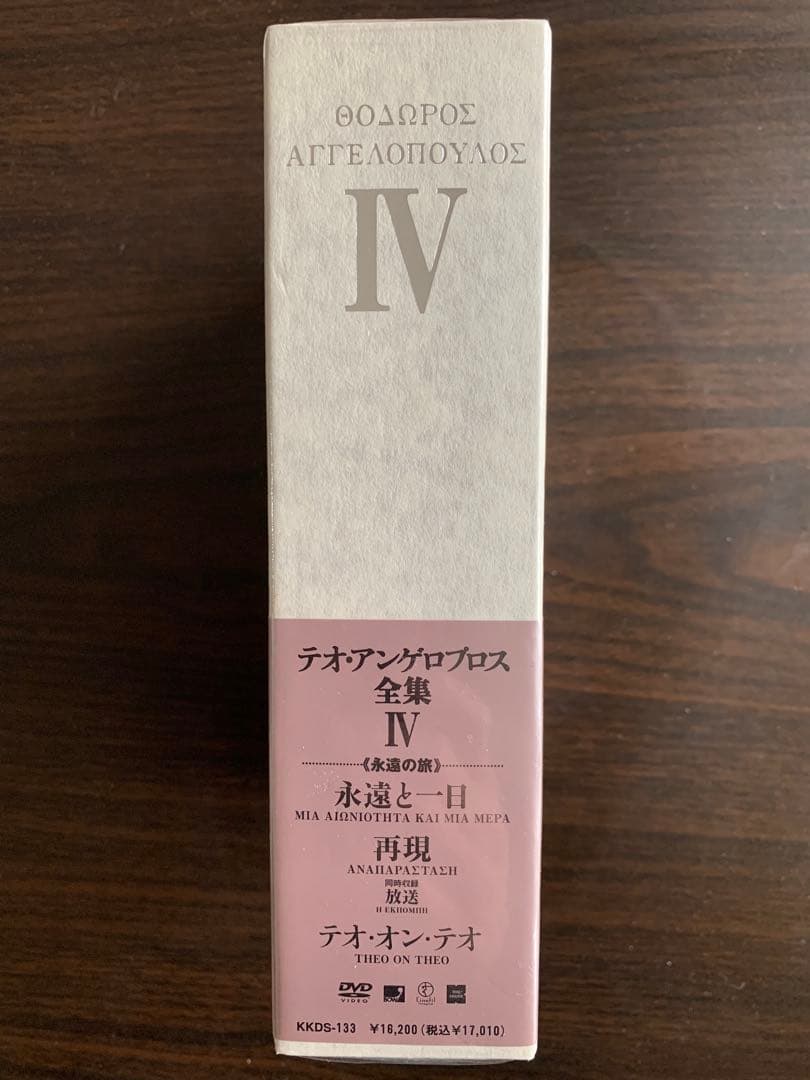 ΘΟΔΩΡΟΣ
ΑΓΓΕΛΟΠΟΥΛΟΣ
IV
テオ・アンゲロプロス
全集
IV
《永遠の旅》
永遠と一日
ΜΙΑ ΑΙΩΝΙΟΤΗΤΑ ΚΑΙ ΜΙΑ ΜΕΡΑ
再現
ΑΝΑΠΑΡΑΣΤΑΣΗ
同時収録
放送
Η ΕΚΠΟΜΠΗ
テオ・オン・テオ
THEO ON THEO
DVD
VIDEO
KKDS-133 ¥16,200(税込¥17,010)